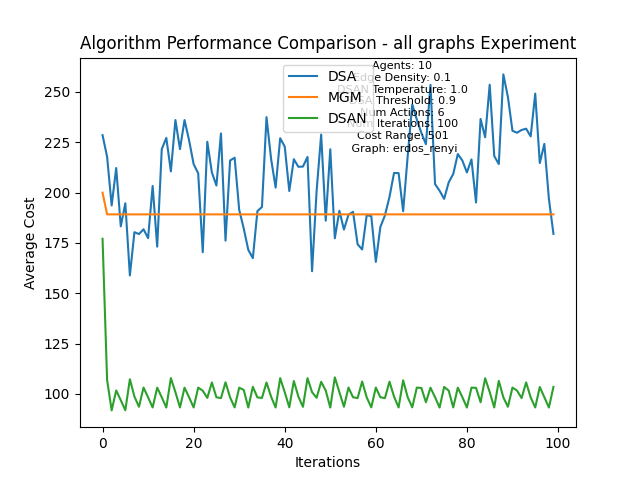 Algorithm Performance Comparison - all graphs Experiment
Average Cost
250
225
200
175
150
125
100
0
20
40
60
80
100
Iterations
DSA
MGM
DSAN
Agents: 10
Edge Density: 0.1
DSAN Temperature: 1.0
DSA Threshold: 0.9
Num Actions: 6
Num Iterations: 100
Cost Range: 501
Graph: erdos_renyi